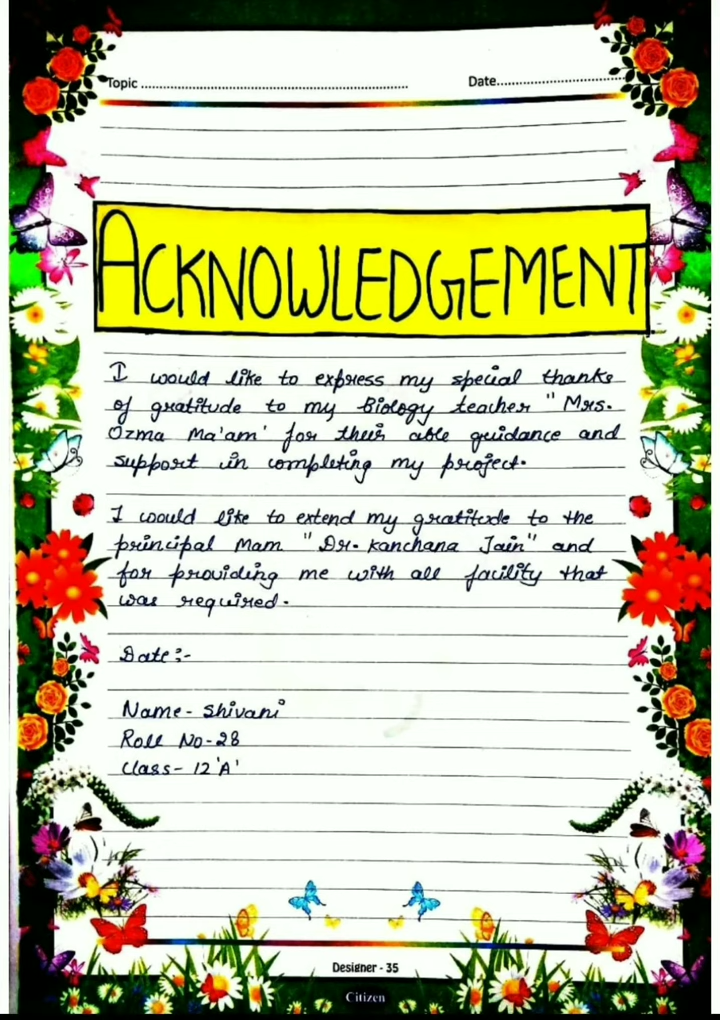 Topic ........................................................................ Date.................................
ACKNOWLEDGEMENT
I would like to express my special thanks
of gratitude to my Biology teacher " Mrs.
Ozma Ma'am' for their able guidance and
support in completing my project.
I would like to extend my gratitude to the
principal Mam " Dr. Kanchana Jain" and
for providing me with all facility that
was required.
Date :-
Name - Shivani
Roll No - 28
Class - 12 'A'
Designer - 35
Citizen